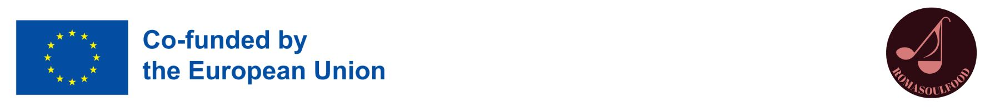 Co-funded by
the European Union
ROMASOULFOOD